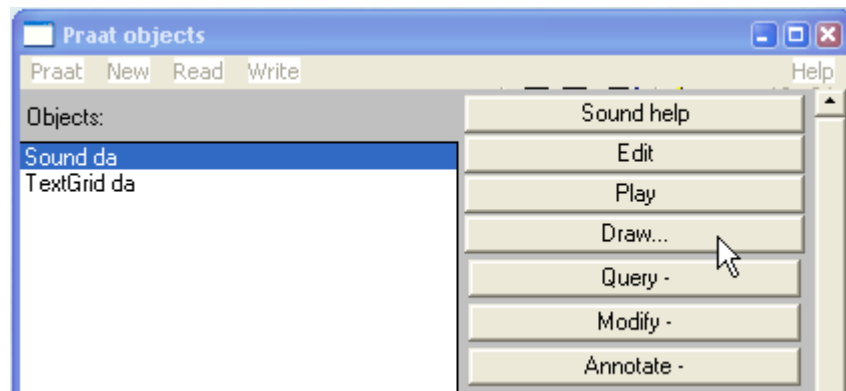 Praat objects
Praat New Read Write Help
Objects:
Sound da
TextGrid da
Sound help
Edit
Play
Draw...
Query -
Modify -
Annotate -